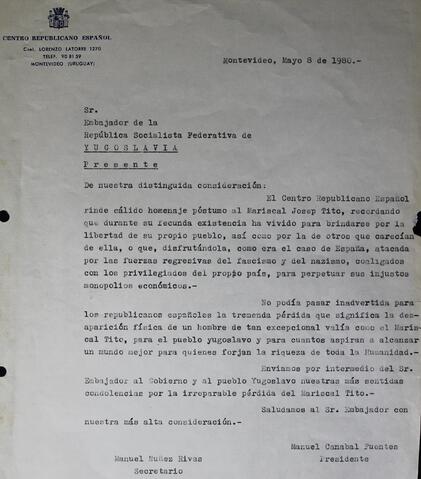 CENTRO REPUBLICANO ESPAÑOL
Cnel. LORENZO LATORRE 1270
TELEF. 90 81 59
MONTEVIDEO (URUGUAY)
Montevideo, Mayo 8 de 1980.-
Sr.
Embajador de la
República Socialista Federativa de
YUGOSLAVIA
Presente
De nuestra distinguida consideración:
El Centro Republicano Español
rinde cálido homenaje póstumo al Mariscal Josep Tito, recordando
que durante su fecunda existencia ha vivido para brindarse por la
libertad de su propio pueblo, así como por la de otros que carecían
de ella, o que, disfrutándola, como era el caso de España, atacada
por las fuerzas regresivas del fascismo y del nazismo, coaligados
con los privilegiados del propio país, para perpetuar sus injustos
monopolios económicos.-
No podía pasar inadvertida para
los republicanos españoles la tremenda pérdida que significa la des-
aparición física de un hombre de tan excepcional valía como el Maris-
cal Tito, para el pueblo yugoslavo y para cuantos aspiran a alcanzar
un mundo mejor para quienes forjan la riqueza de toda la Humanidad.-
Enviamos por intermedio del Sr.
Embajador al Gobierno y al pueblo Yugoslavo nuestras más sentidas
condolencias por la irreparable pérdida del Mariscal Tito.-
Saludamos al Sr. Embajador con
nuestra más alta consideración.-
Manuel Nuñez Rivas
Secretario
Manuel Canabal Fuentes
Presidente